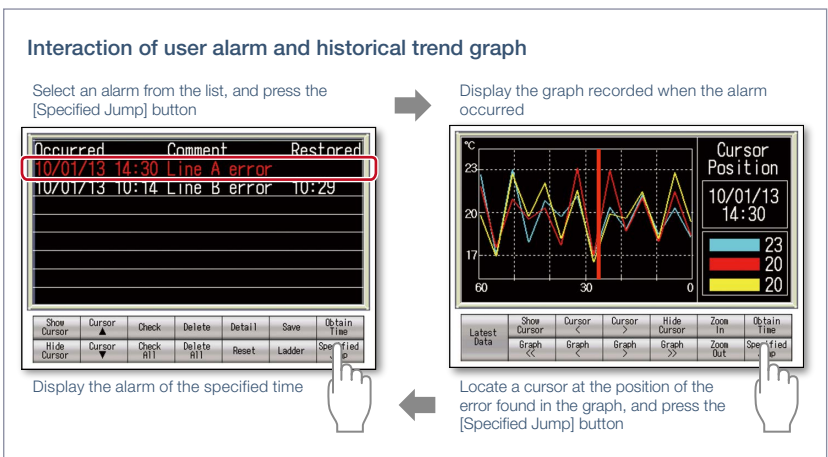 Interaction of user alarm and historical trend graph
Select an alarm from the list, and press the
[Specified Jump] button
Display the graph recorded when the alarm
occurred
Occurred Comment Restored
10/01/13 14:30 Line A error
10/01/13 10:14 Line B error 10:29
Show Cursor
Cursor ▲
Check
Delete
Detail
Save
Obtain Time
Hide Cursor
Cursor ▼
Check All
Delete All
Reset
Ladder
Specified Jump
℃
23
20
17
60 30 0
Cursor
Position
10/01/13
14:30
23
20
20
Latest Data
Show Cursor
Cursor <
Cursor >
Hide Cursor
Zoom In
Obtain Time
Graph <<
Graph <
Graph >
Graph >>
Zoom Out
Specified Jump
Display the alarm of the specified time
Locate a cursor at the position of the
error found in the graph, and press the
[Specified Jump] button